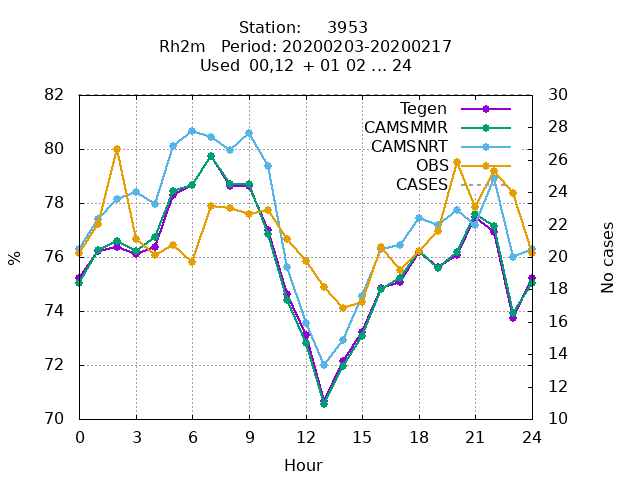 Station: 3953
Rh2m Period: 20200203-20200217
Used 00,12 + 01 02 ... 24
82 30
Tegen 28
CAMSMMR
80 CAMSNRT 26
OBS
CASES 24
78 22
76 20
74 18
16
72 14
12
70 10
%
No cases
0 3 6 9 12 15 18 21 24
Hour